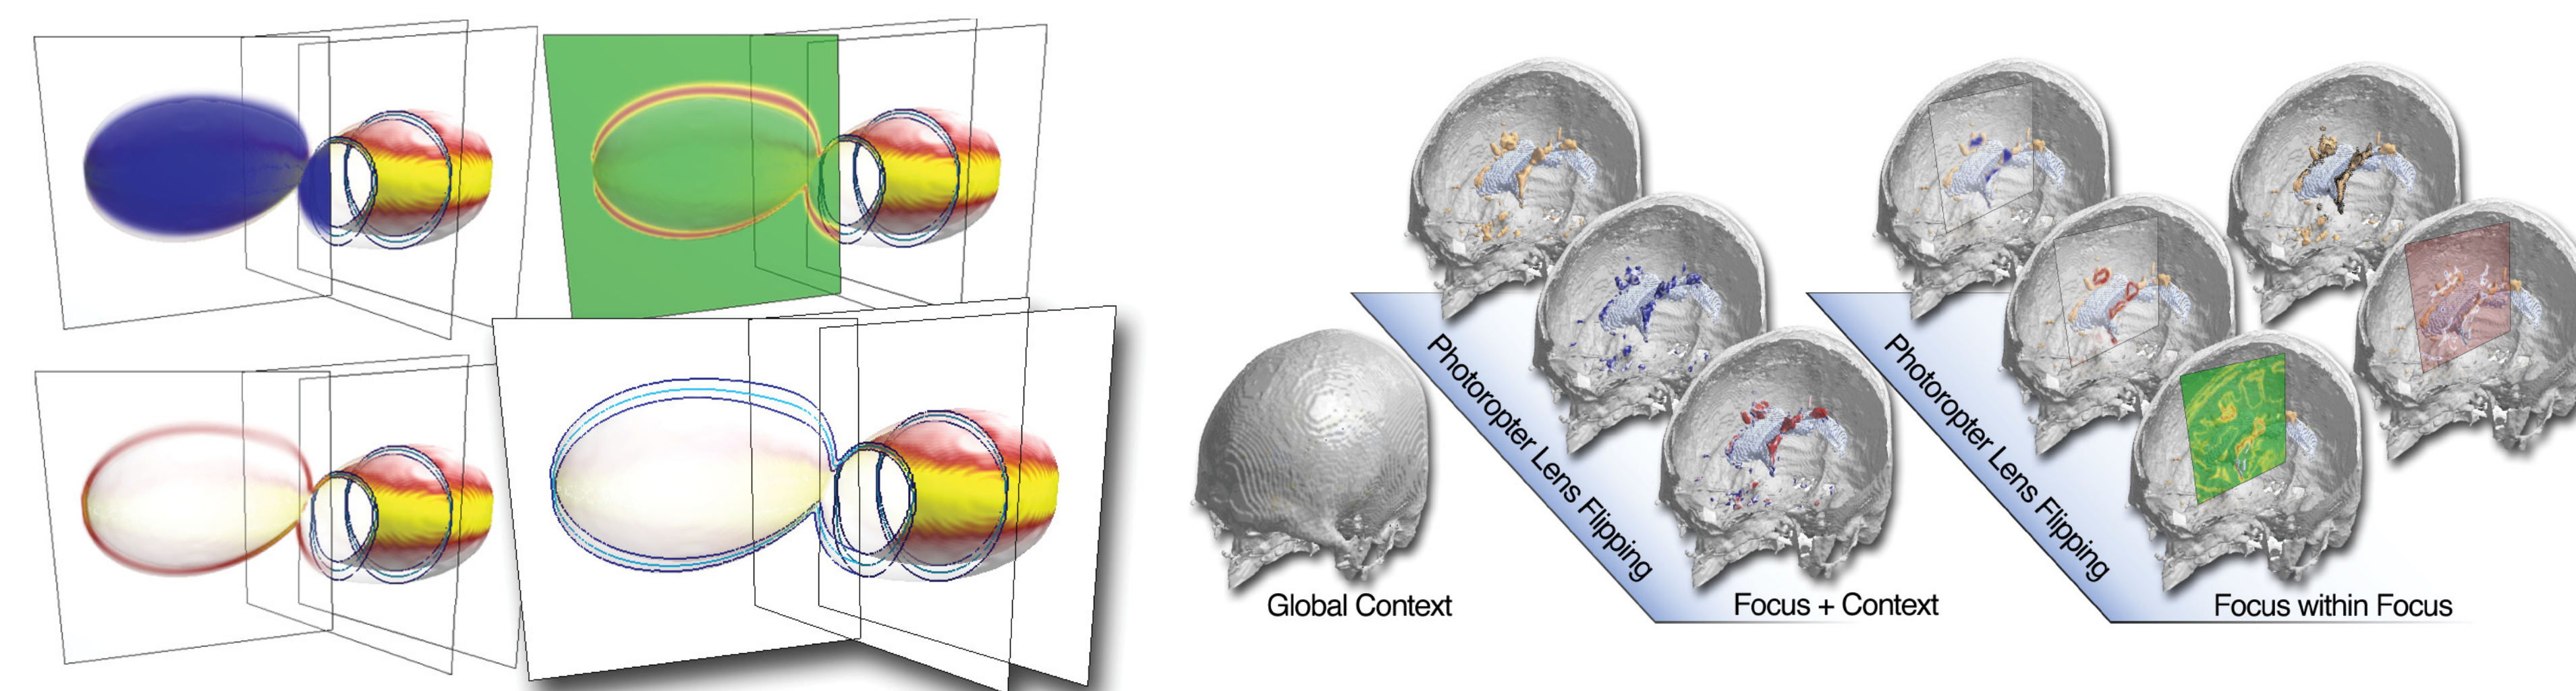 Photoropter Lens Flipping
Photoropter Lens Flipping
Global Context
Focus + Context
Focus within Focus